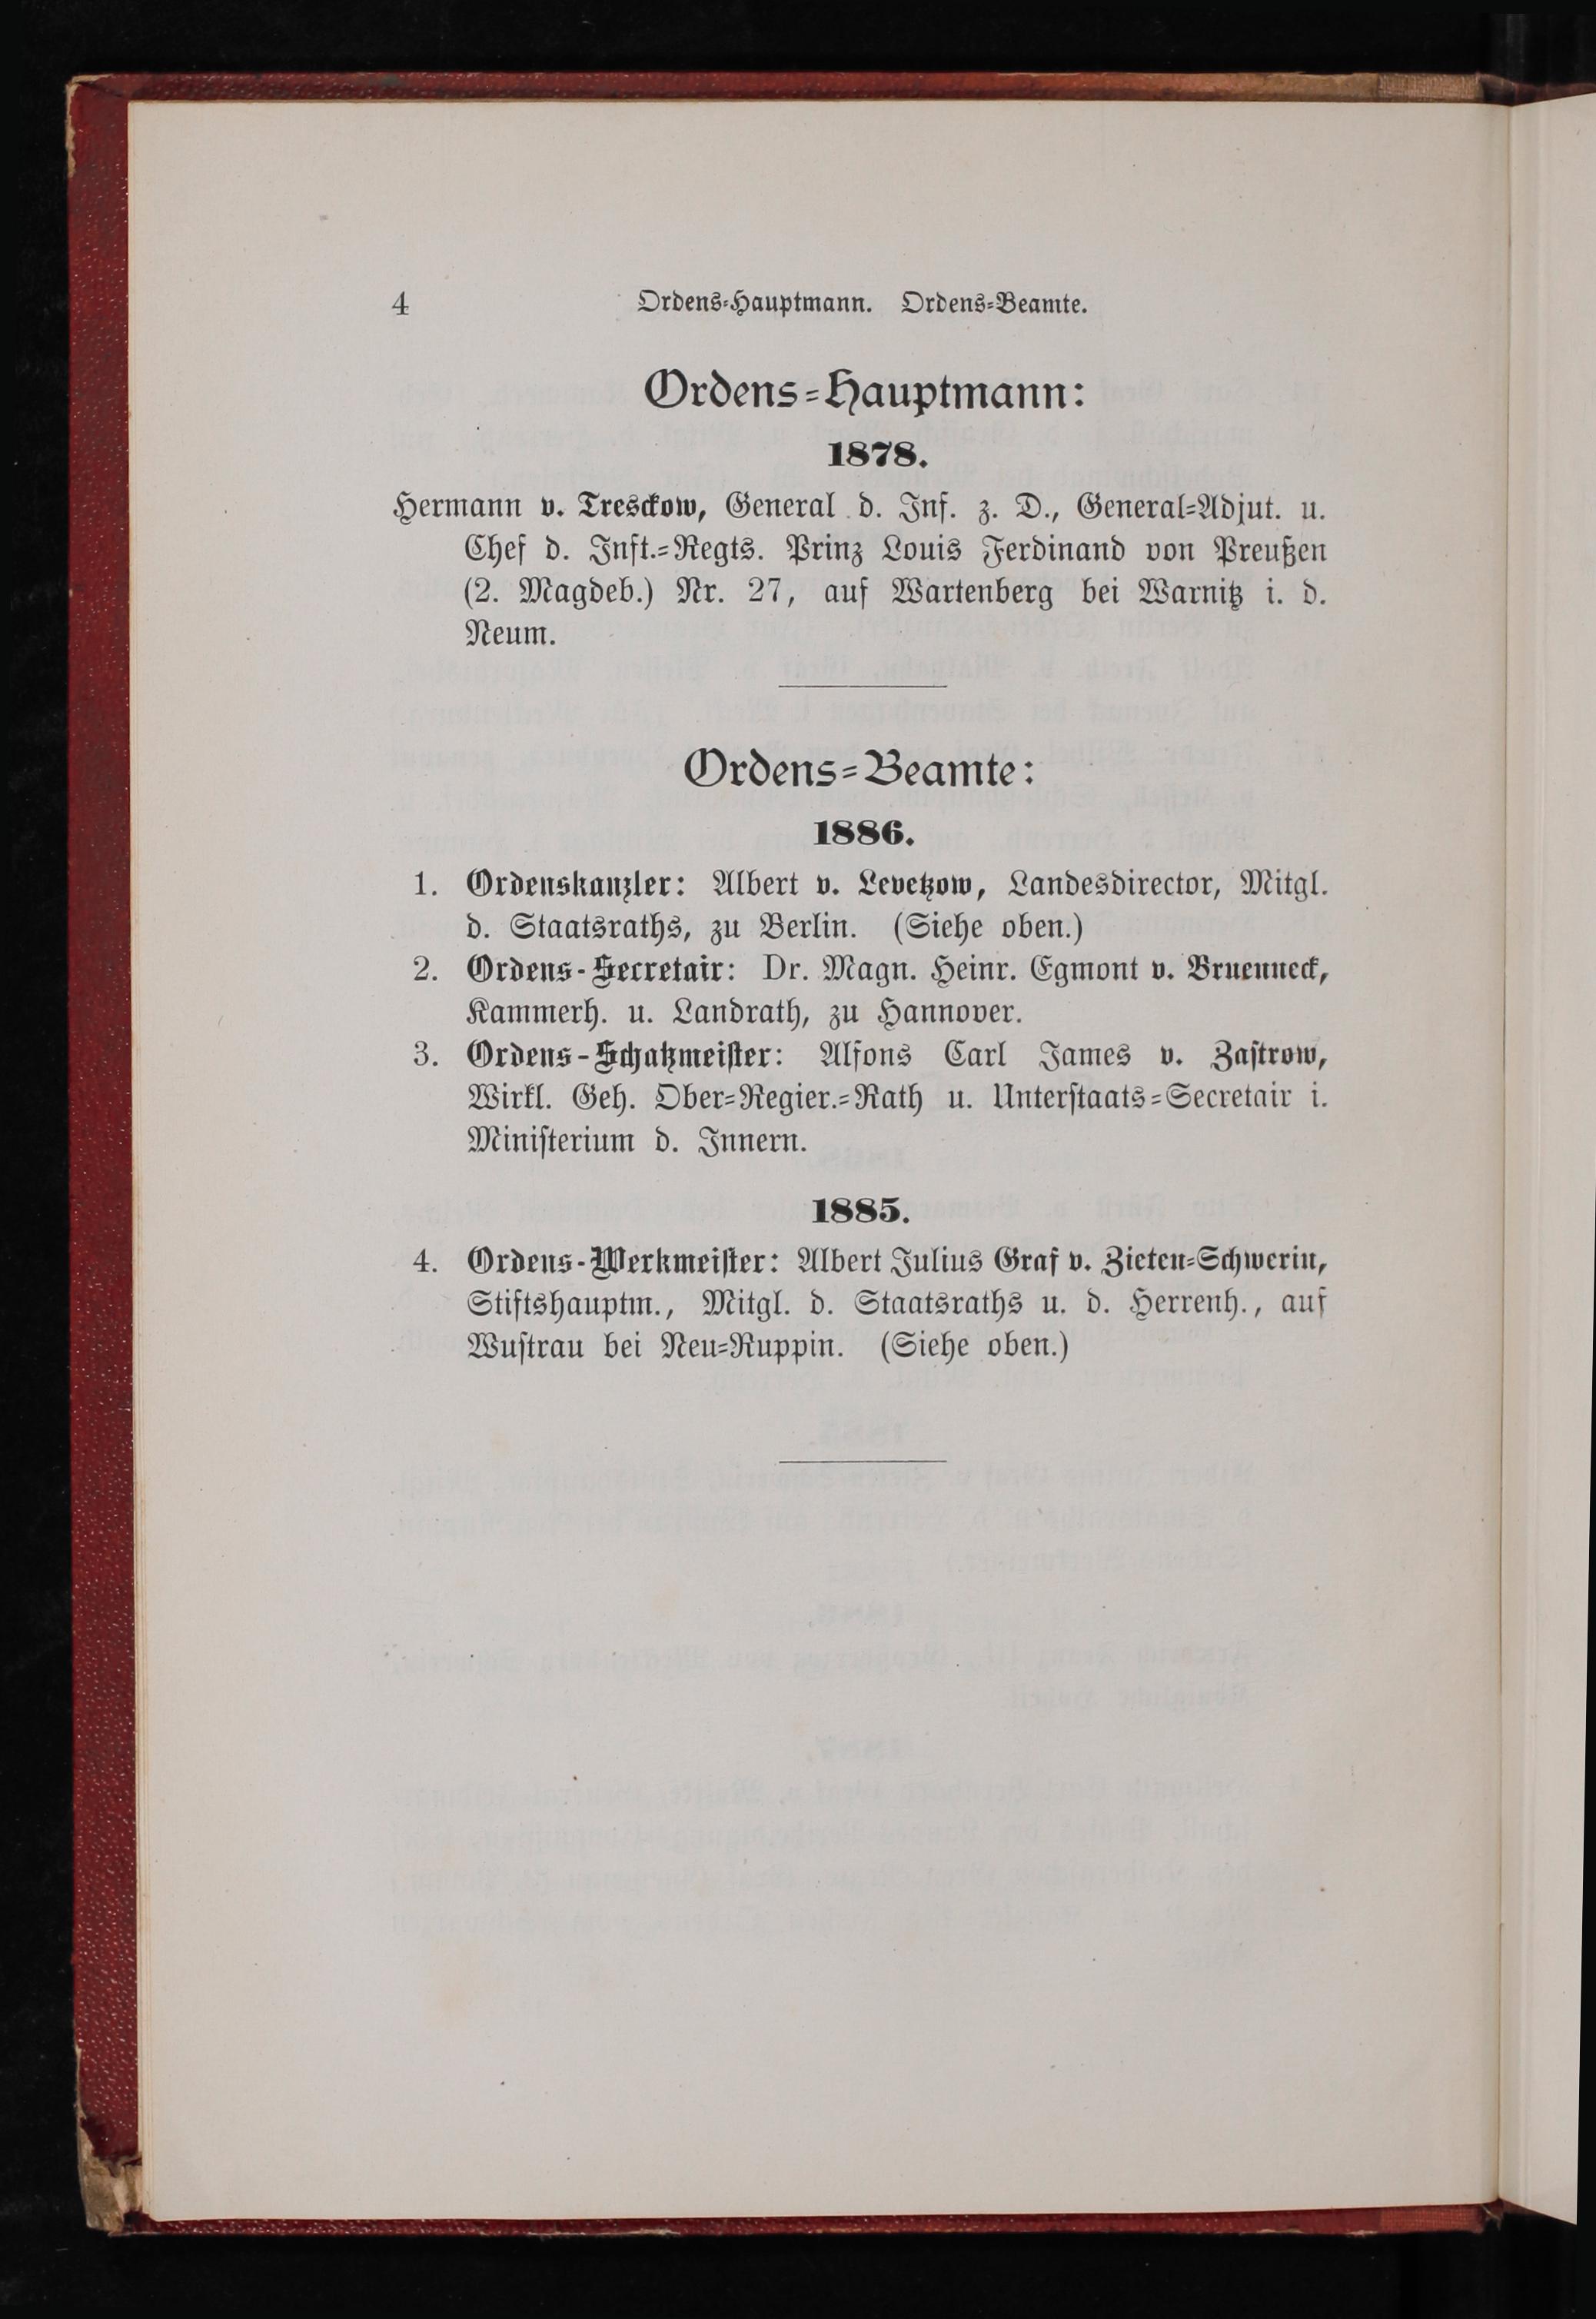 4 Ordens-Hauptmann. Ordens-Beamte.
Ordens-Hauptmann:
1878.
Hermann v. Tresckow, General d. Inf. z. D., General-Adjut. u.
Chef d. Inft.-Regts. Prinz Louis Ferdinand von Preußen
(2. Magdeb.) Nr. 27, auf Wartenberg bei Warnitz i. d.
Neum.
Ordens-Beamte:
1886.
1. Ordenskanzler: Albert v. Levetzow, Landesdirector, Mitgl.
d. Staatsraths, zu Berlin. (Siehe oben.)
2. Ordens-Secretair: Dr. Magn. Heinr. Egmont v. Bruenneck,
Kammerh. u. Landrath, zu Hannover.
3. Ordens-Schatzmeister: Alfons Carl James v. Zastrow,
Wirkl. Geh. Ober-Regier.-Rath u. Unterstaats-Secretair i.
Ministerium d. Innern.
1885.
4. Ordens-Werkmeister: Albert Julius Graf v. Zieten-Schwerin,
Stiftshauptm., Mitgl. d. Staatsraths u. d. Herrenh., auf
Wustrau bei Neu-Ruppin. (Siehe oben.)